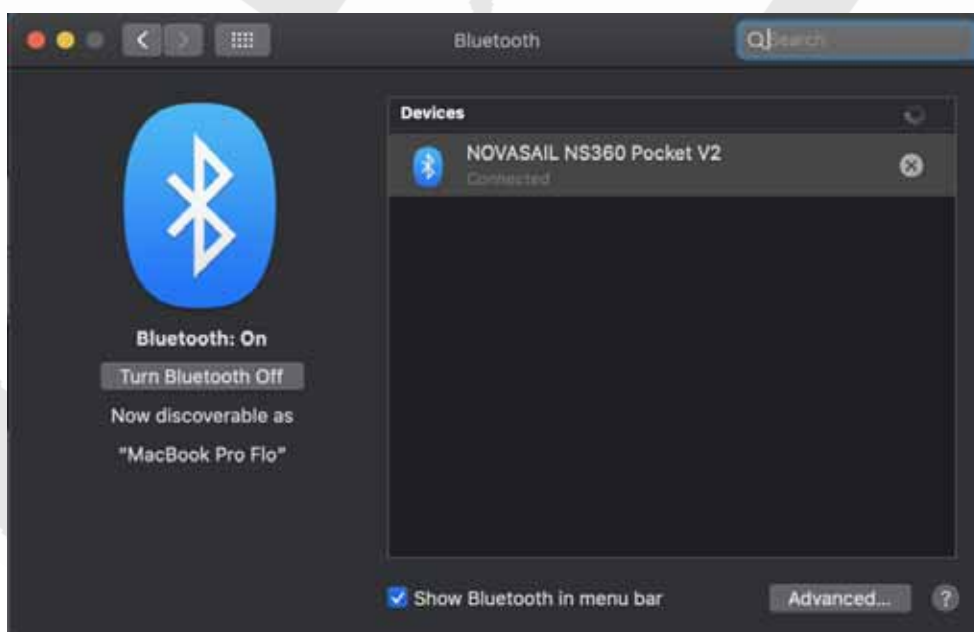 Bluetooth
Search
Devices
NOVASAIL NS360 Pocket V2
Connected
Bluetooth: On
Turn Bluetooth Off
Now discoverable as
"MacBook Pro Flo"
Show Bluetooth in menu bar
Advanced...
?